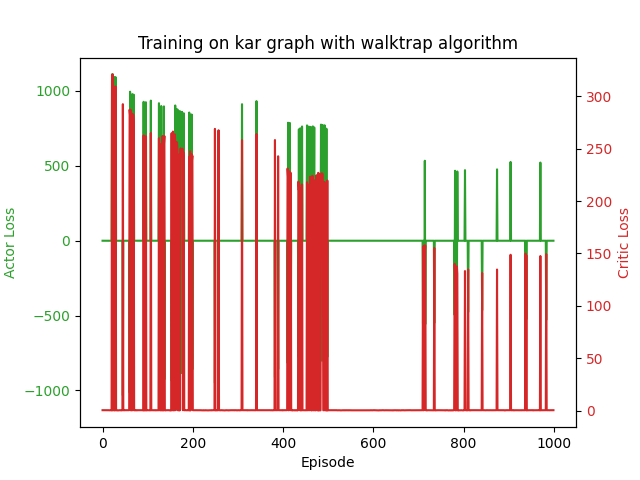 Training on kar graph with walktrap algorithm
1000
500
0
−500
−1000
Actor Loss
300
250
200
150
100
50
0
Critic Loss
0 200 400 600 800 1000
Episode